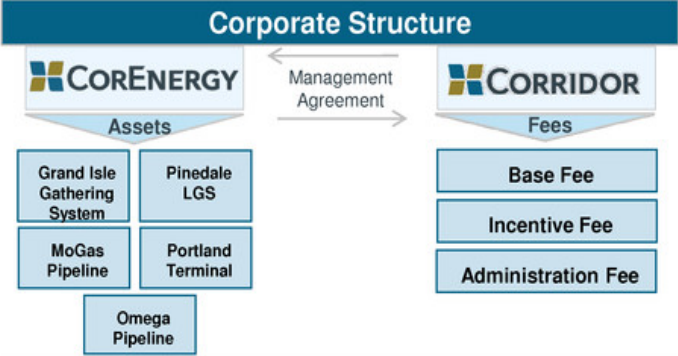 Corporate Structure
CORENERGY
Management
Agreement
CORRIDOR
Assets
Fees
Grand Isle
Gathering
System
Pinedale
LGS
MoGas
Pipeline
Portland
Terminal
Omega
Pipeline
Base Fee
Incentive Fee
Administration Fee